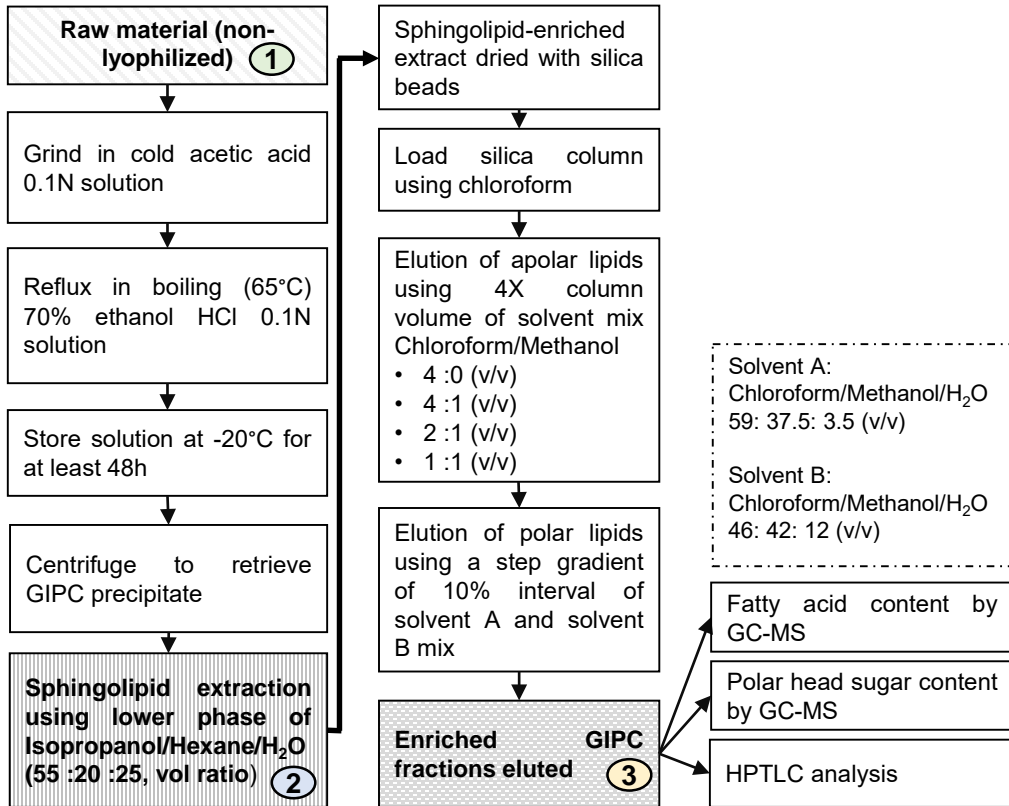 Raw material (non-
lyophilized) 1
Grind in cold acetic acid
0.1N solution
Reflux in boiling (65°C)
70% ethanol HCl 0.1N
solution
Store solution at -20°C for
at least 48h
Centrifuge to retrieve
GIPC precipitate
Sphingolipid extraction
using lower phase of
Isopropanol/Hexane/H₂O
(55 :20 :25, vol ratio)
2
Sphingolipid-enriched
extract dried with silica
beads
Load silica column
using chloroform
Elution of apolar lipids
using 4X column
volume of solvent mix
Chloroform/Methanol
• 4 :0 (v/v)
• 4 :1 (v/v)
• 2 :1 (v/v)
• 1 :1 (v/v)
Elution of polar lipids
using a step gradient
of 10% interval of
solvent A and solvent
B mix
Enriched GIPC
fractions eluted
3
Solvent A:
Chloroform/Methanol/H₂O
59: 37.5: 3.5 (v/v)
Solvent B:
Chloroform/Methanol/H₂O
46: 42: 12 (v/v)
Fatty acid content by
GC-MS
Polar head sugar content
by GC-MS
HPTLC analysis